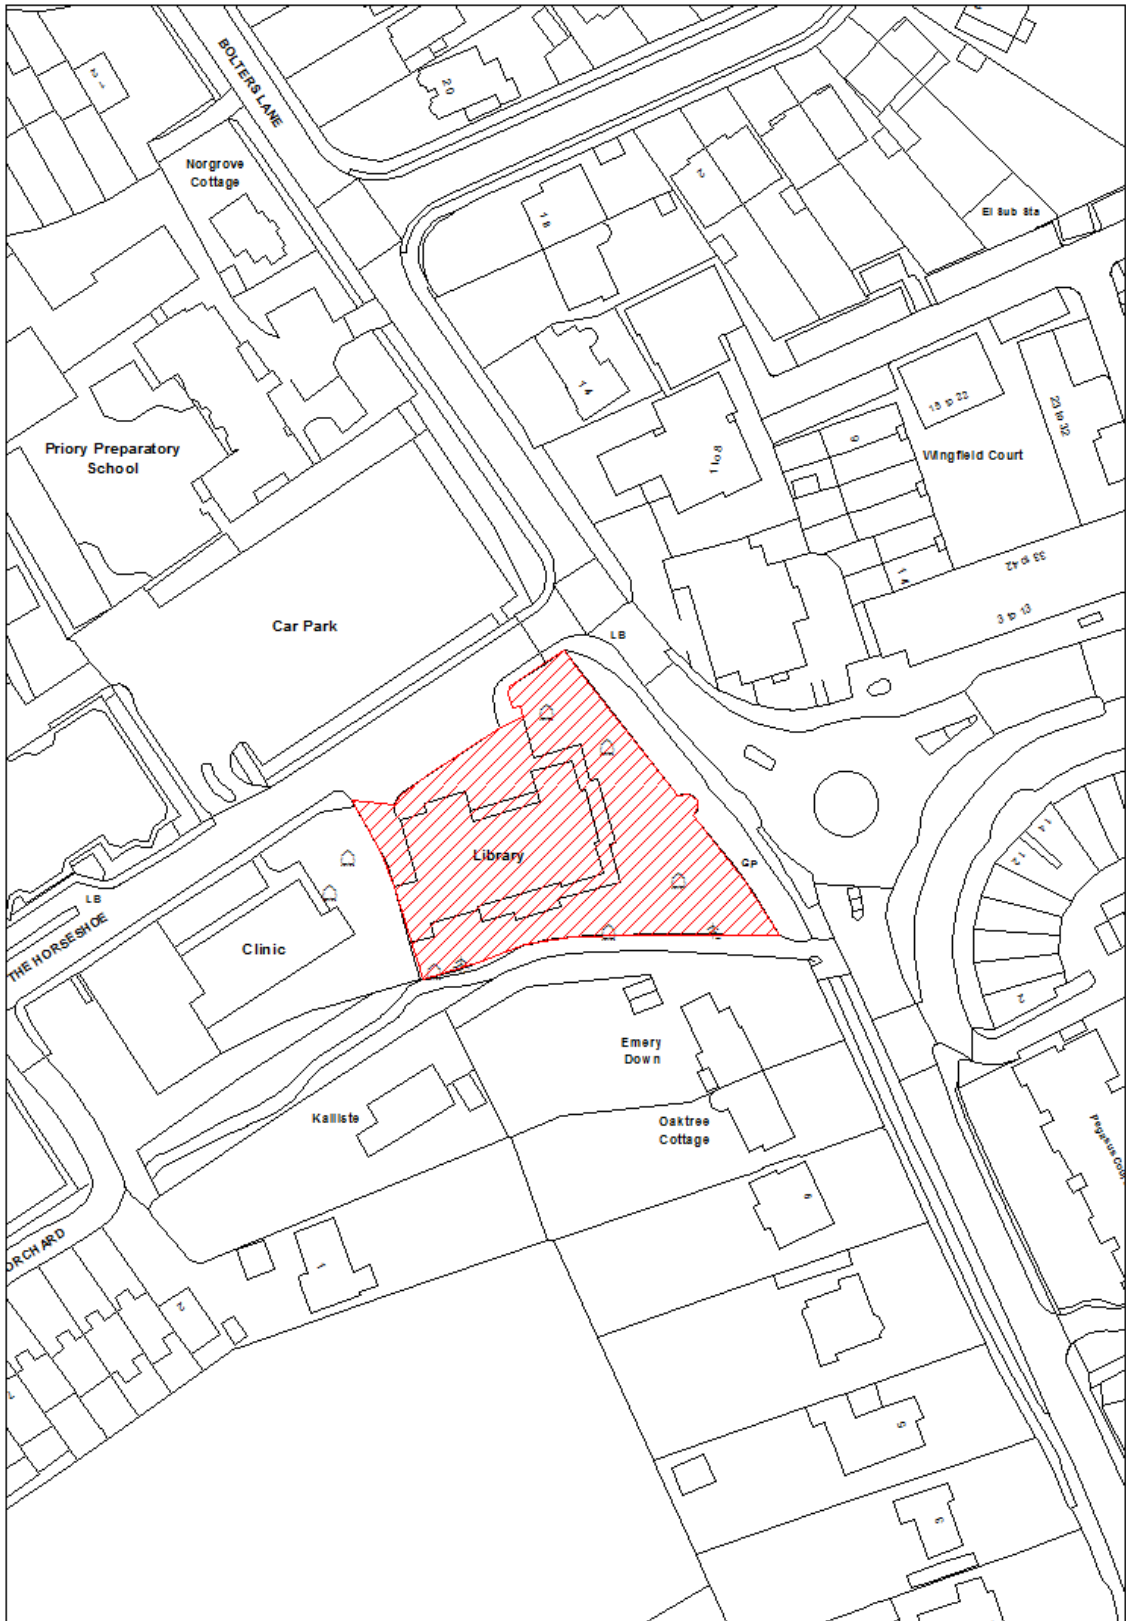 BOLTERS LANE
21
20
Norgrove
Cottage
2
18
El Sub Sta
14
15 to 22
23 to 32
9
Priory Preparatory
School
1 to 8
Wingfield Court
14
33 to 42
3 to 13
Car Park
LB
14
12
Library
GP
LB
THE HORSESHOE
Clinic
2
Emery
Down
Kalliste
Oaktree
Cottage
6
ORCHARD
1
2
5
3